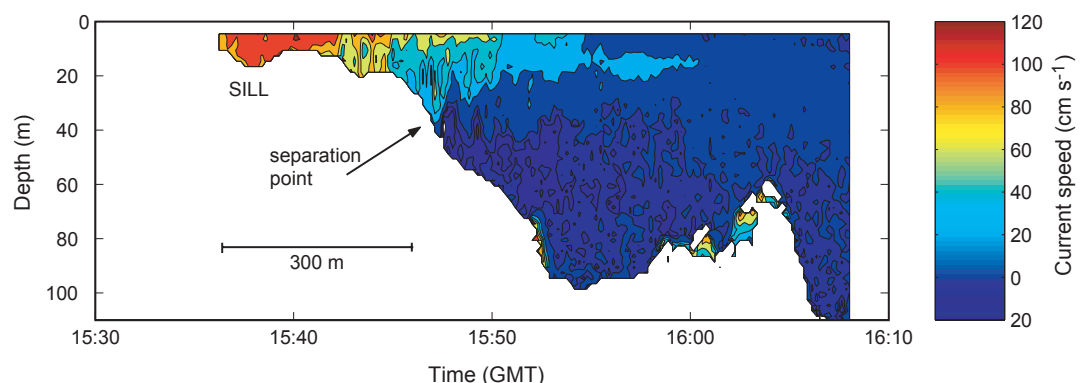 0
20
40
60
80
100
Depth (m)
SILL
separation
point
300 m
15:30
15:40
15:50
16:00
16:10
Time (GMT)
120
100
80
60
40
20
0
20
Current speed (cm s⁻¹)